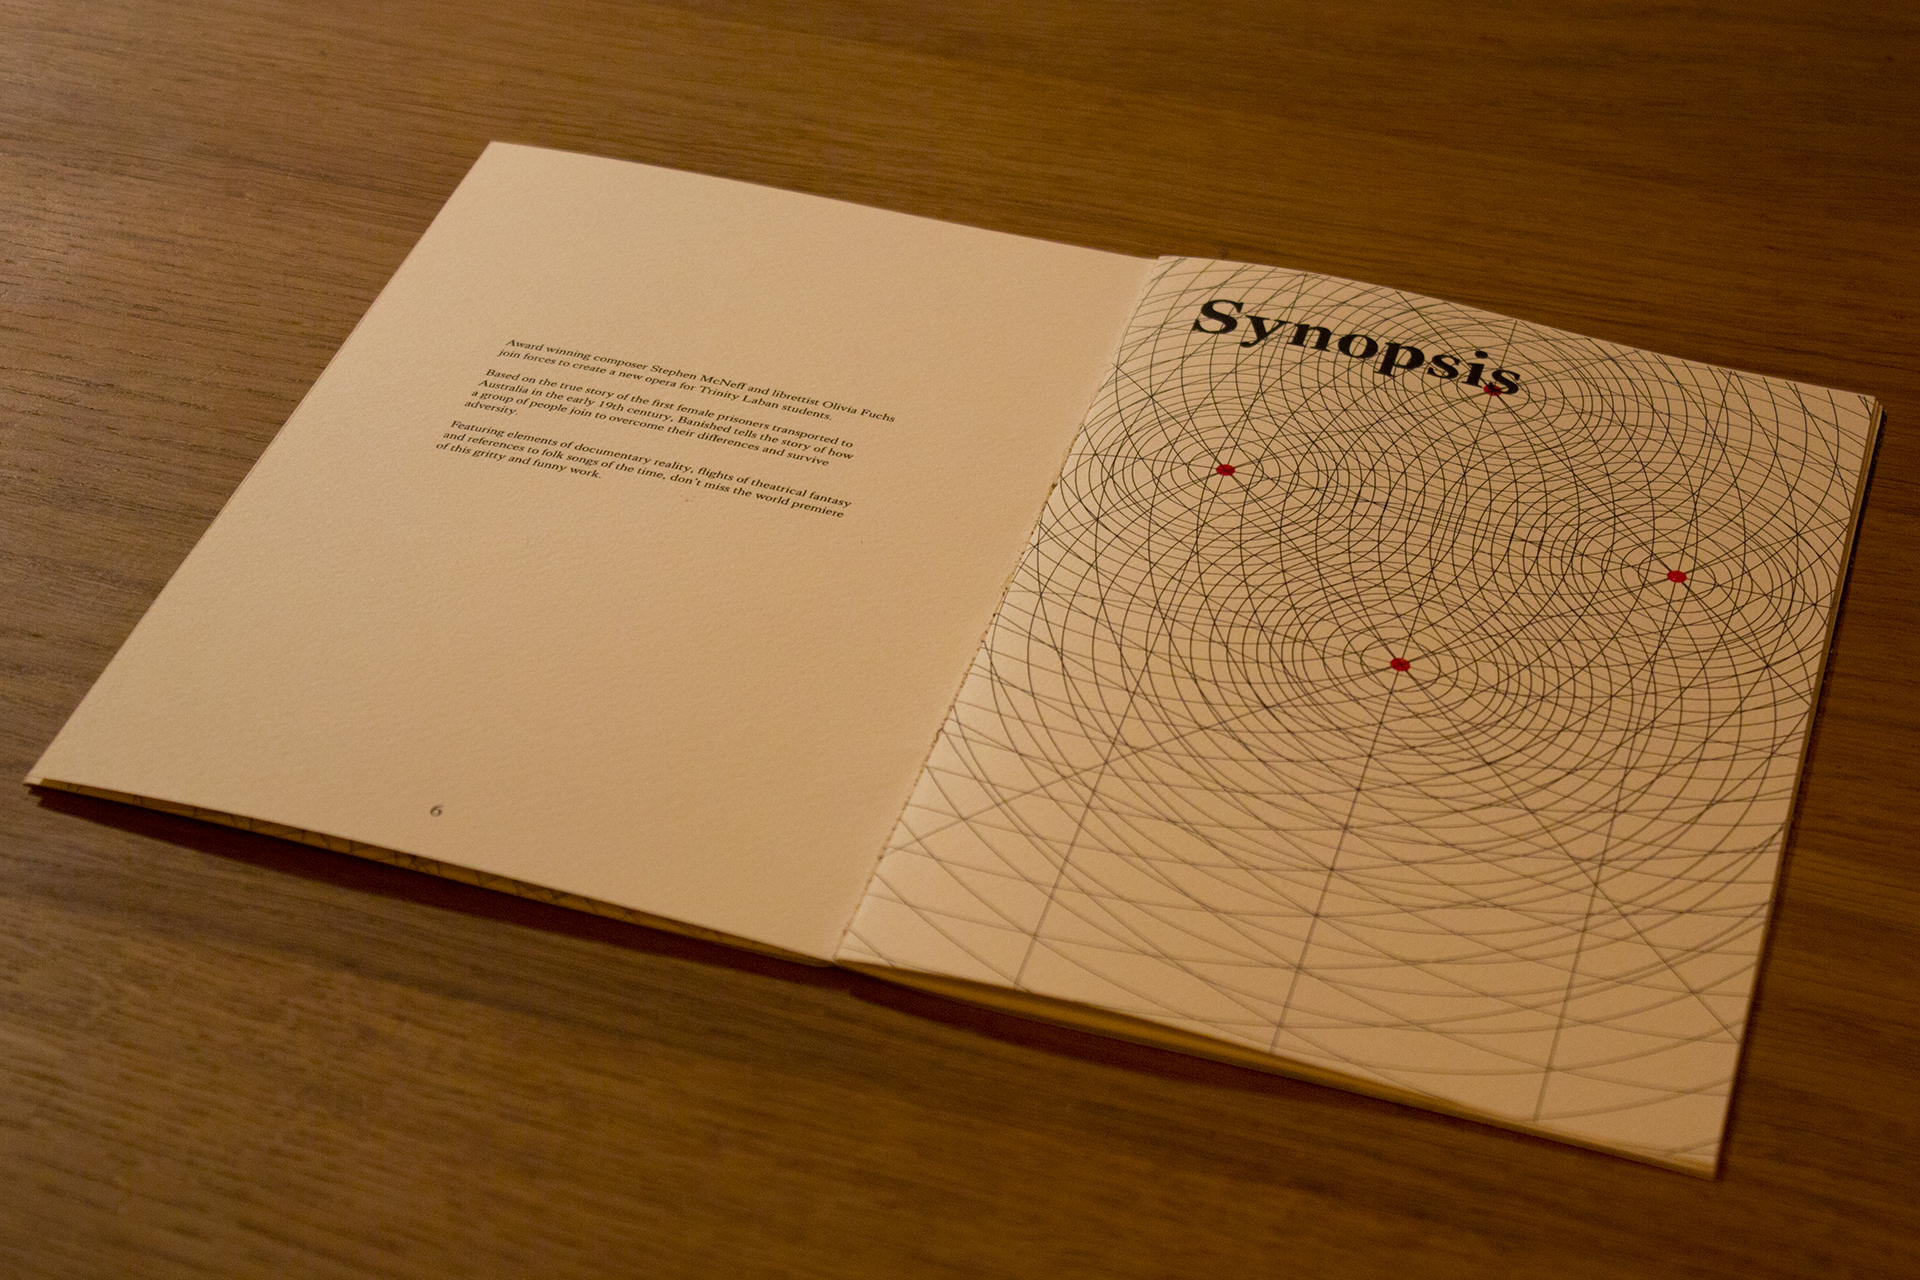 Award winning composer Stephen McNeff and librettist Olivia Fuchs
join forces to create a new opera for Trinity Laban students.
Based on the true story of the first female prisoners transported to
Australia in the early 19th century, Banished tells the story of how
a group of people join to overcome their differences and survive
adversity.
Featuring elements of documentary reality, flights of theatrical fantasy
and references to folk songs of the time, don't miss the world premiere
of this gritty and funny work.
6
Synopsis